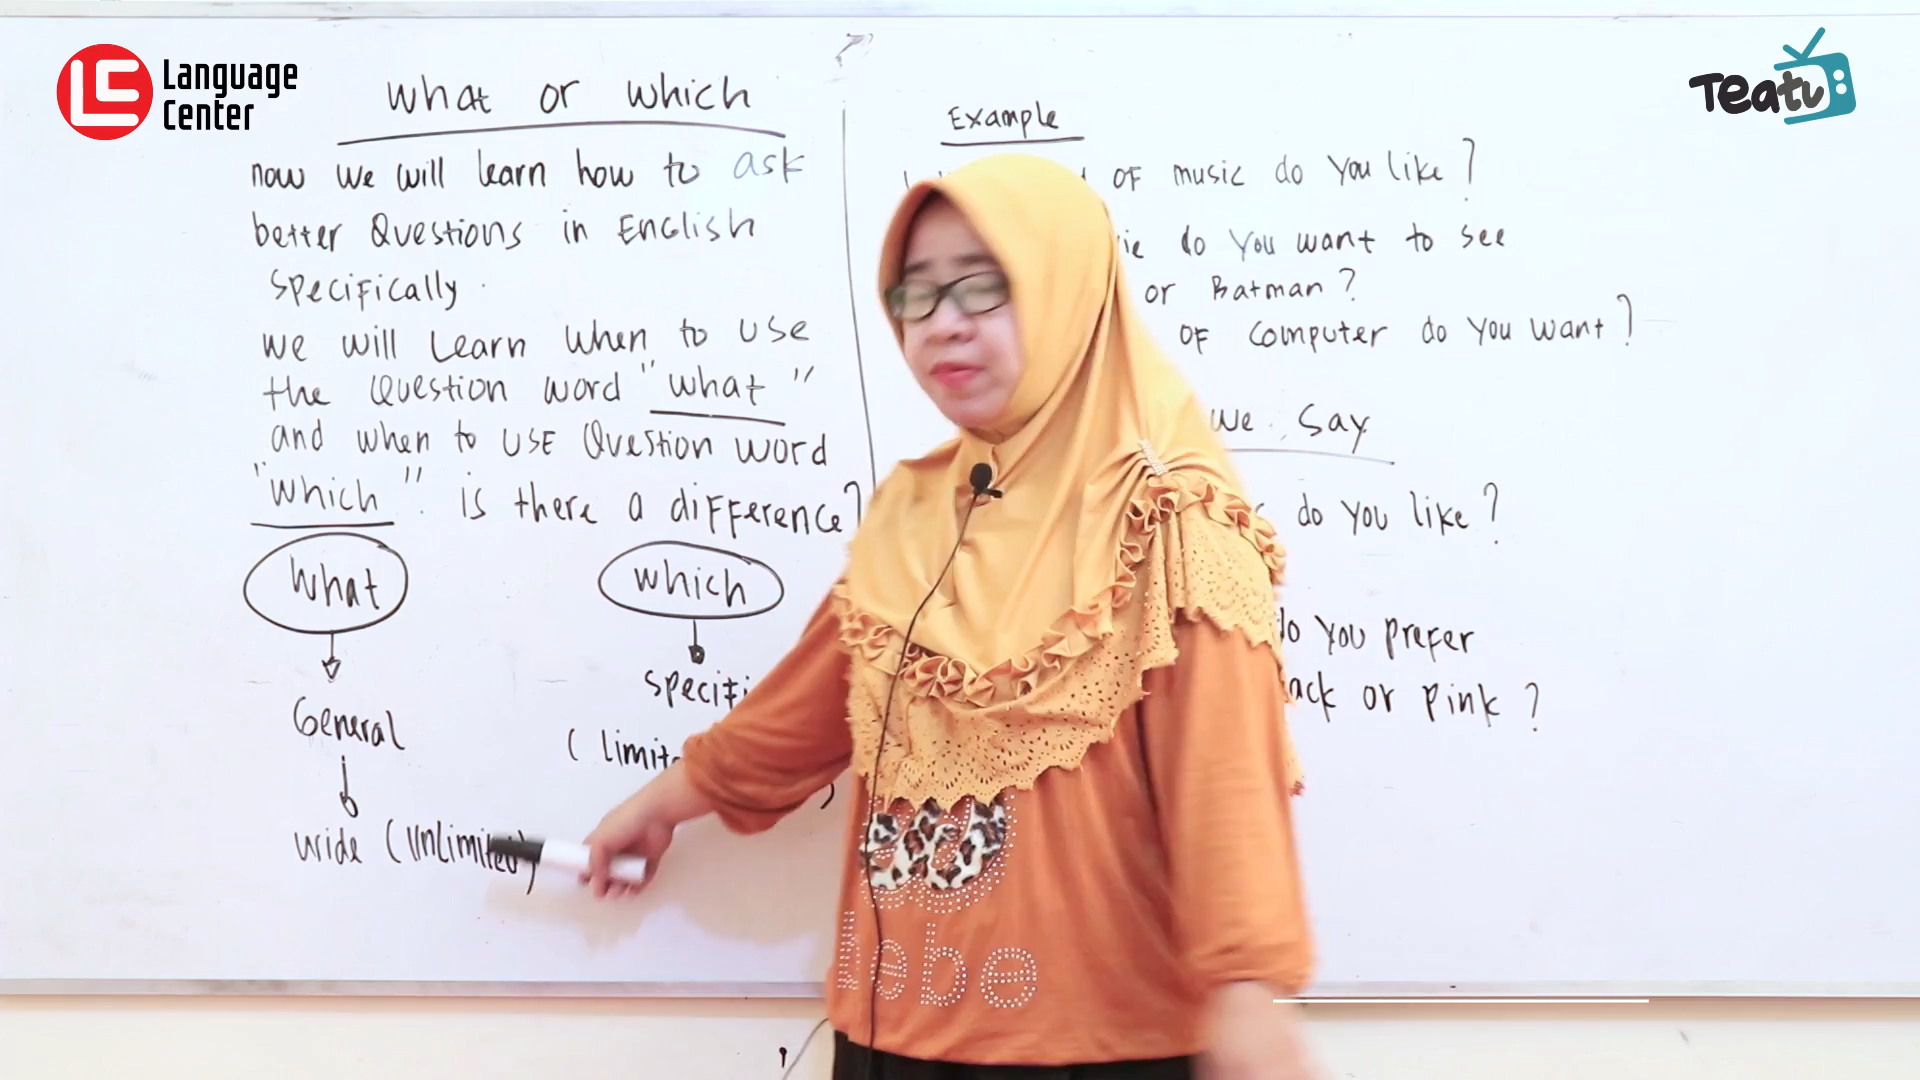 LC Language
Center
Teatv
what or which
now we will learn how to ask
better Questions in English
specifically.
we will Learn when to use
the Question word "what"
and when to use Question word
"which". is there a difference?
what
which
General
wide (Unlimited)
Example
of music do you like?
do you want to see
or Batman?
of computer do you want?
we say
do you like?
do you prefer
or pink?
bebe